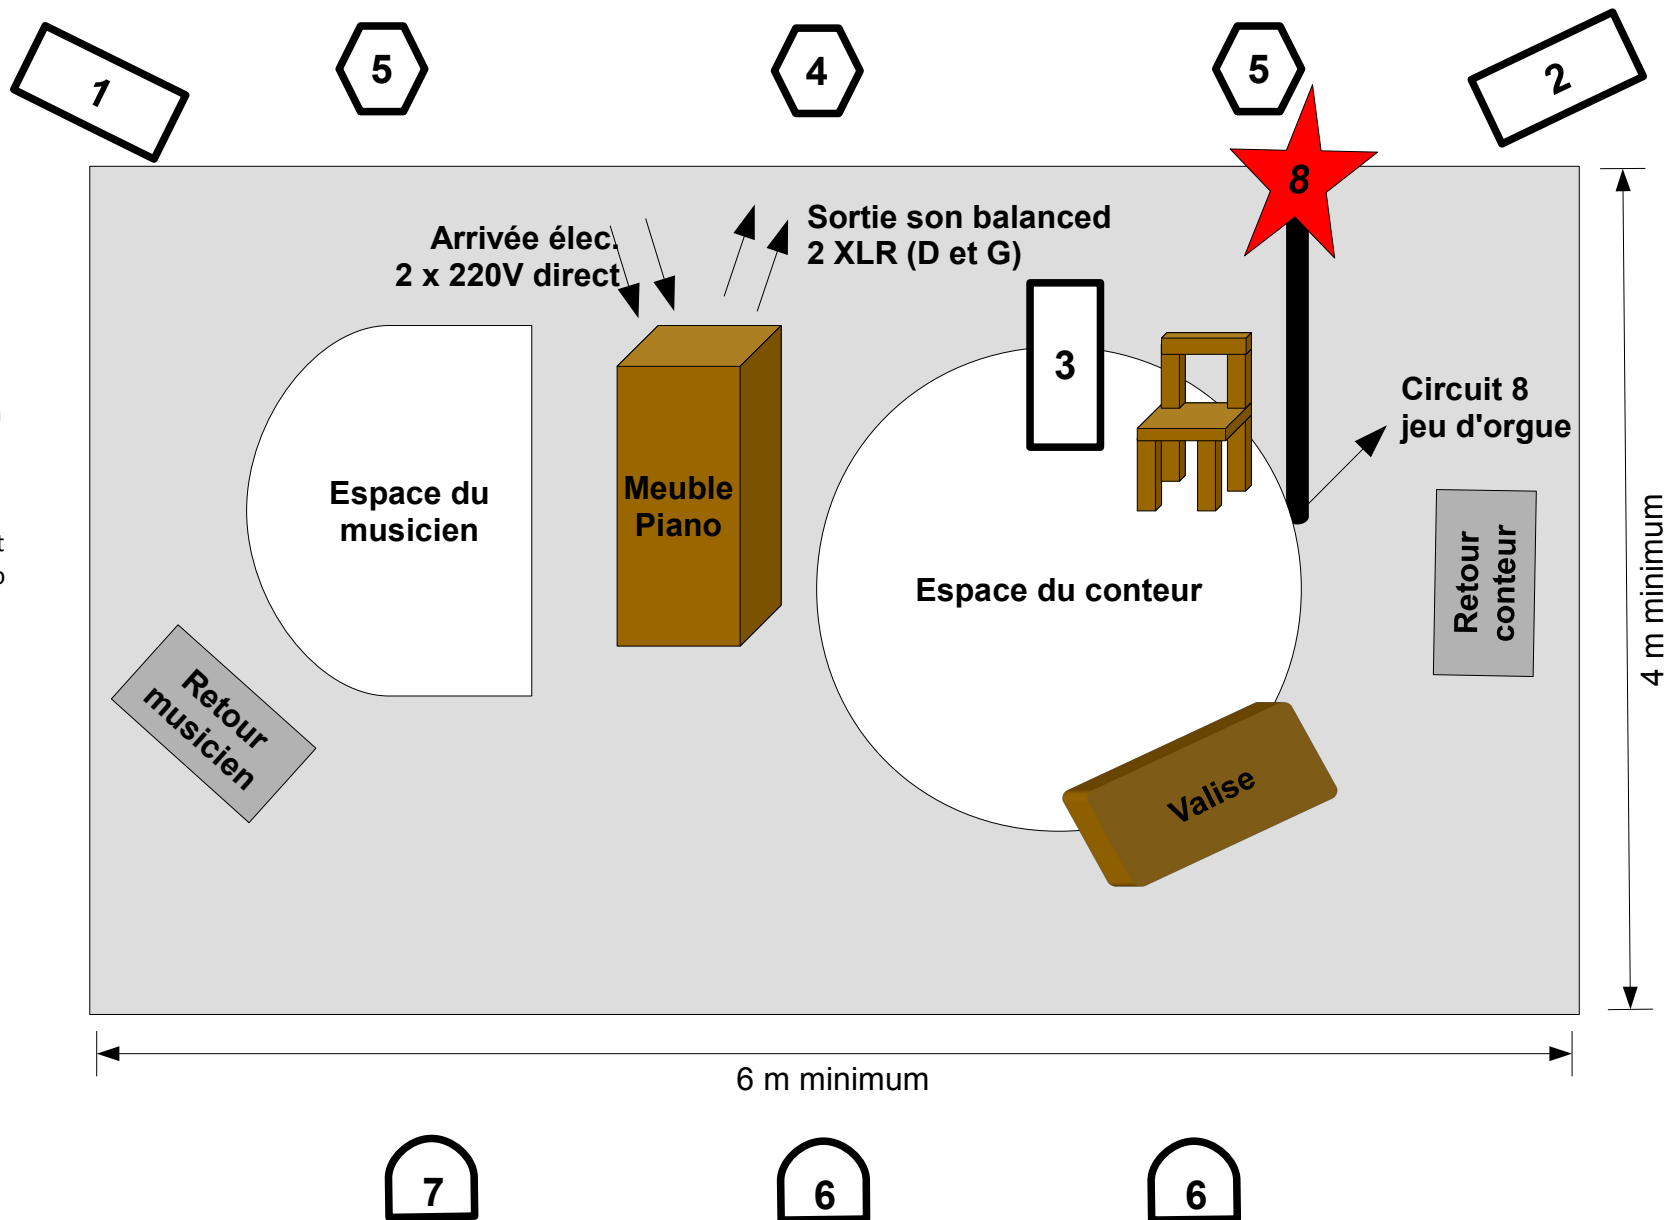 1
5
4
5
2
8
Arrivée élec.
2 x 220V direct
Sortie son balanced
2 XLR (D et G)
3
Circuit 8
jeu d'orgue
Espace du
musicien
Meuble
Piano
Espace du conteur
Retour
conteur
4 m minimum
Retour
musicien
Valise
6 m minimum
7
6
6